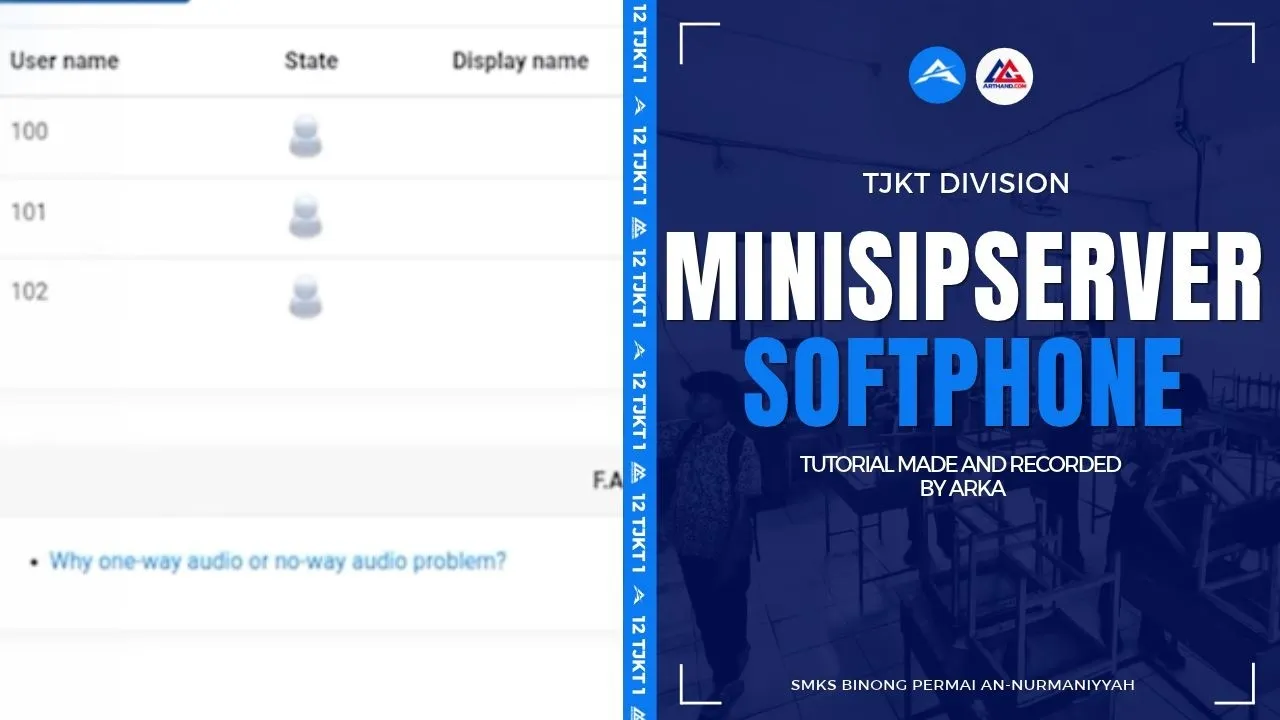 User name State Display name
100
101
102
F.A
Why one-way audio or no-way audio problem?
12 TJKT 1
12 TJKT 1
12 TJKT 1
12 TJKT 1
12 TJKT 1
12 TJKT 1
ARTHAND.COM
TJKT DIVISION
MINISIPSERVER
SOFTPHONE
TUTORIAL MADE AND RECORDED
BY ARKA
SMKS BINONG PERMAI AN-NURMANIYYAH